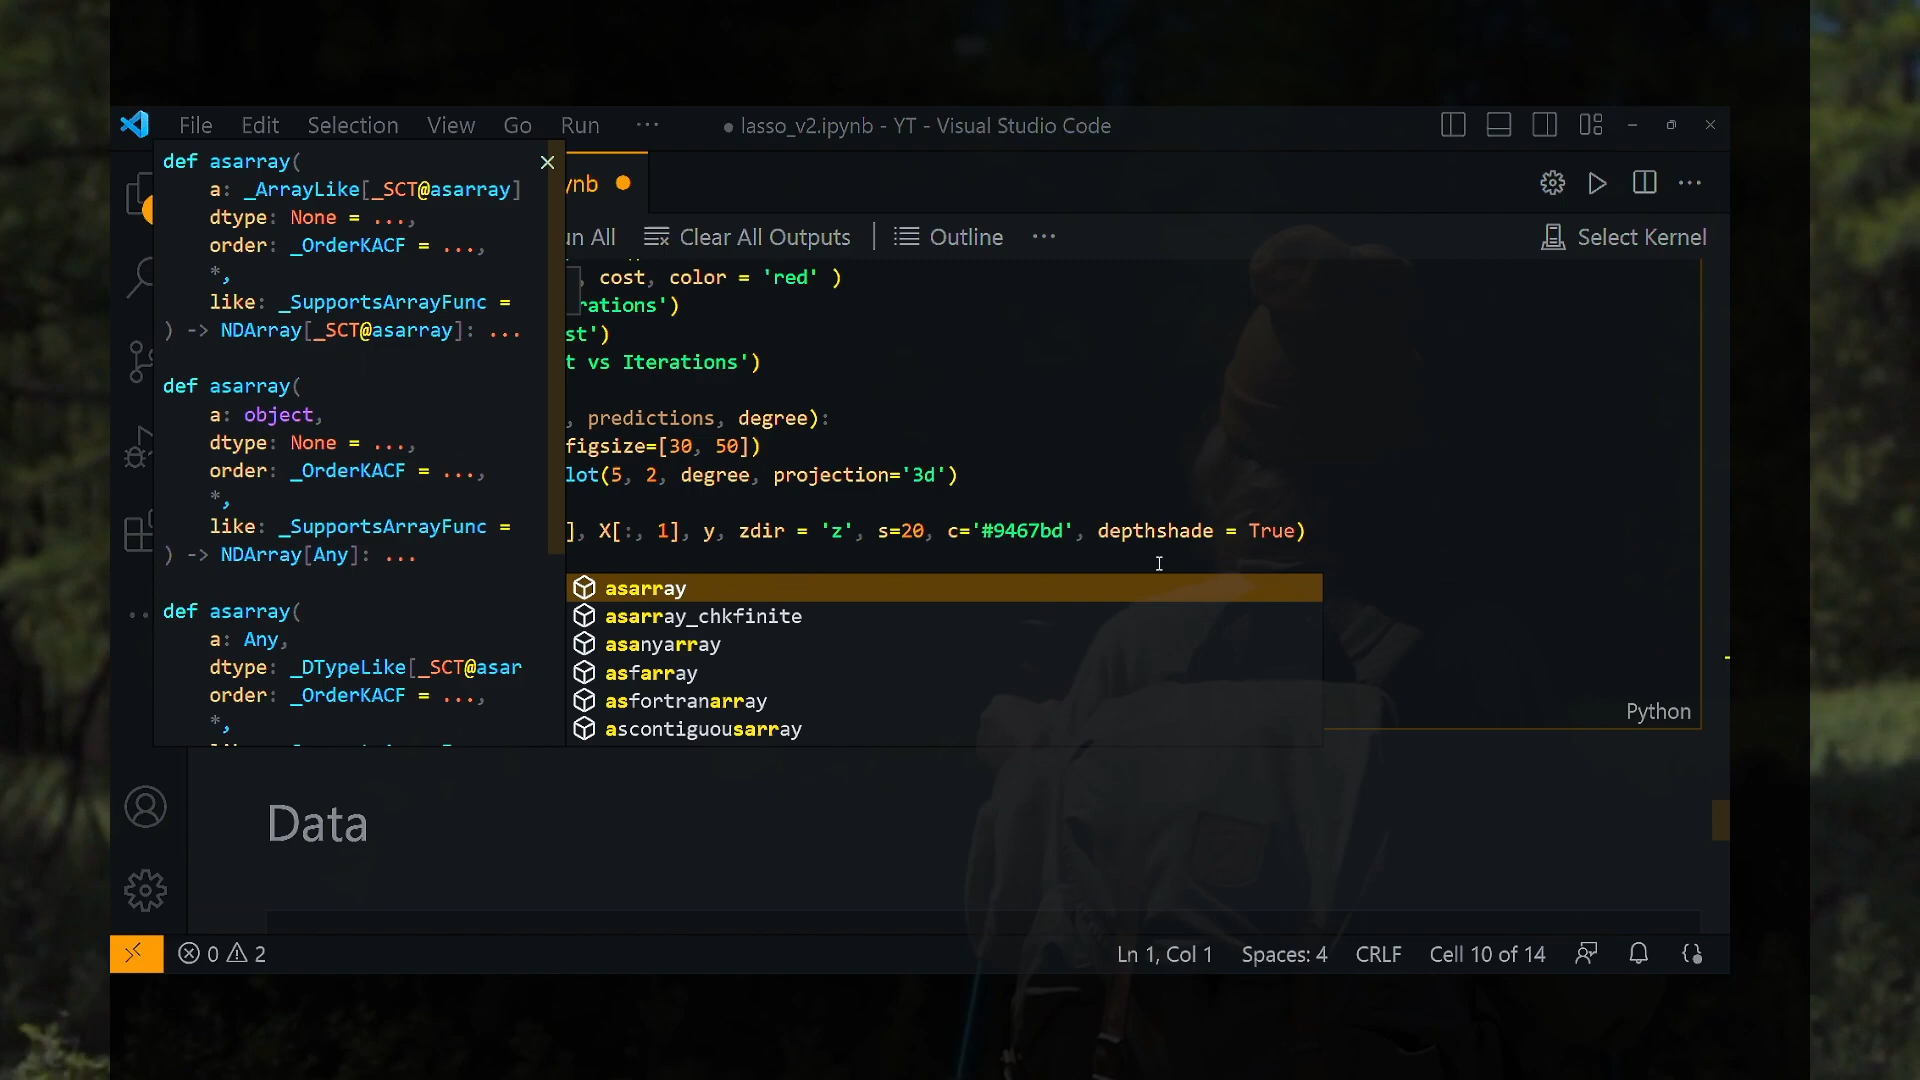 File Edit Selection View Go Run ···
● lasso_v2.ipynb - YT - Visual Studio Code
def asarray(
a: _ArrayLike[_SCT@asarray]
dtype: None = ...,
order: _OrderKACF = ...,
*,
like: _SupportsArrayFunc =
) -> NDArray[_SCT@asarray]: ...
def asarray(
a: object,
dtype: None = ...,
order: _OrderKACF = ...,
*,
like: _SupportsArrayFunc =
) -> NDArray[Any]: ...
def asarray(
a: Any,
dtype: _DTypeLike[_SCT@asar
order: _OrderKACF = ...,
*,
ynb
un All Clear All Outputs | Outline ··· Select Kernel
, cost, color = 'red' )
rations')
st')
t vs Iterations')
, predictions, degree):
figsize=[30, 50])
lot(5, 2, degree, projection='3d')
], X[:, 1], y, zdir = 'z', s=20, c='#9467bd', depthshade = True)
asarray
asarray_chkfinite
asanyarray
asfarray
asfortranarray
ascontiguousarray
Python
Data
0 2 Ln 1, Col 1 Spaces: 4 CRLF Cell 10 of 14